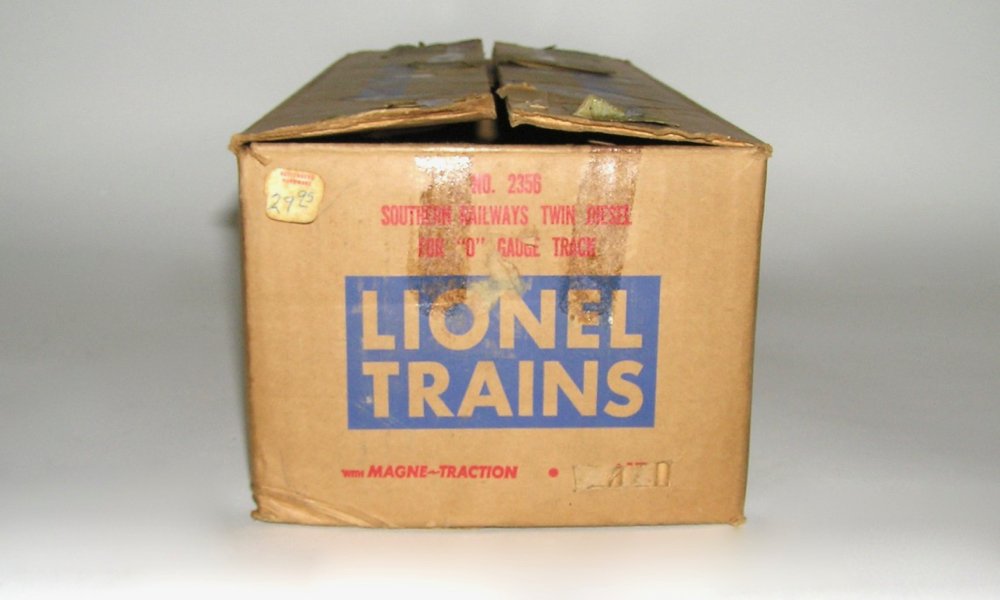 29.95
NO. 2356
SOUTHERN RAILWAYS TWIN DIESEL
FOR "O" GAUGE TRACK
LIONEL
TRAINS
WITH MAGNE-TRACTION •